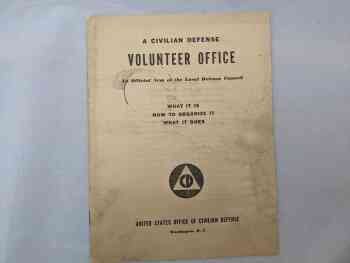 A CIVILIAN DEFENSE
VOLUNTEER OFFICE
An Official Arm of the Local Defense Council
WHAT IT IS
HOW TO ORGANIZE IT
WHAT IT DOES
CD
UNITED STATES OFFICE OF CIVILIAN DEFENSE
Washington, D. C.